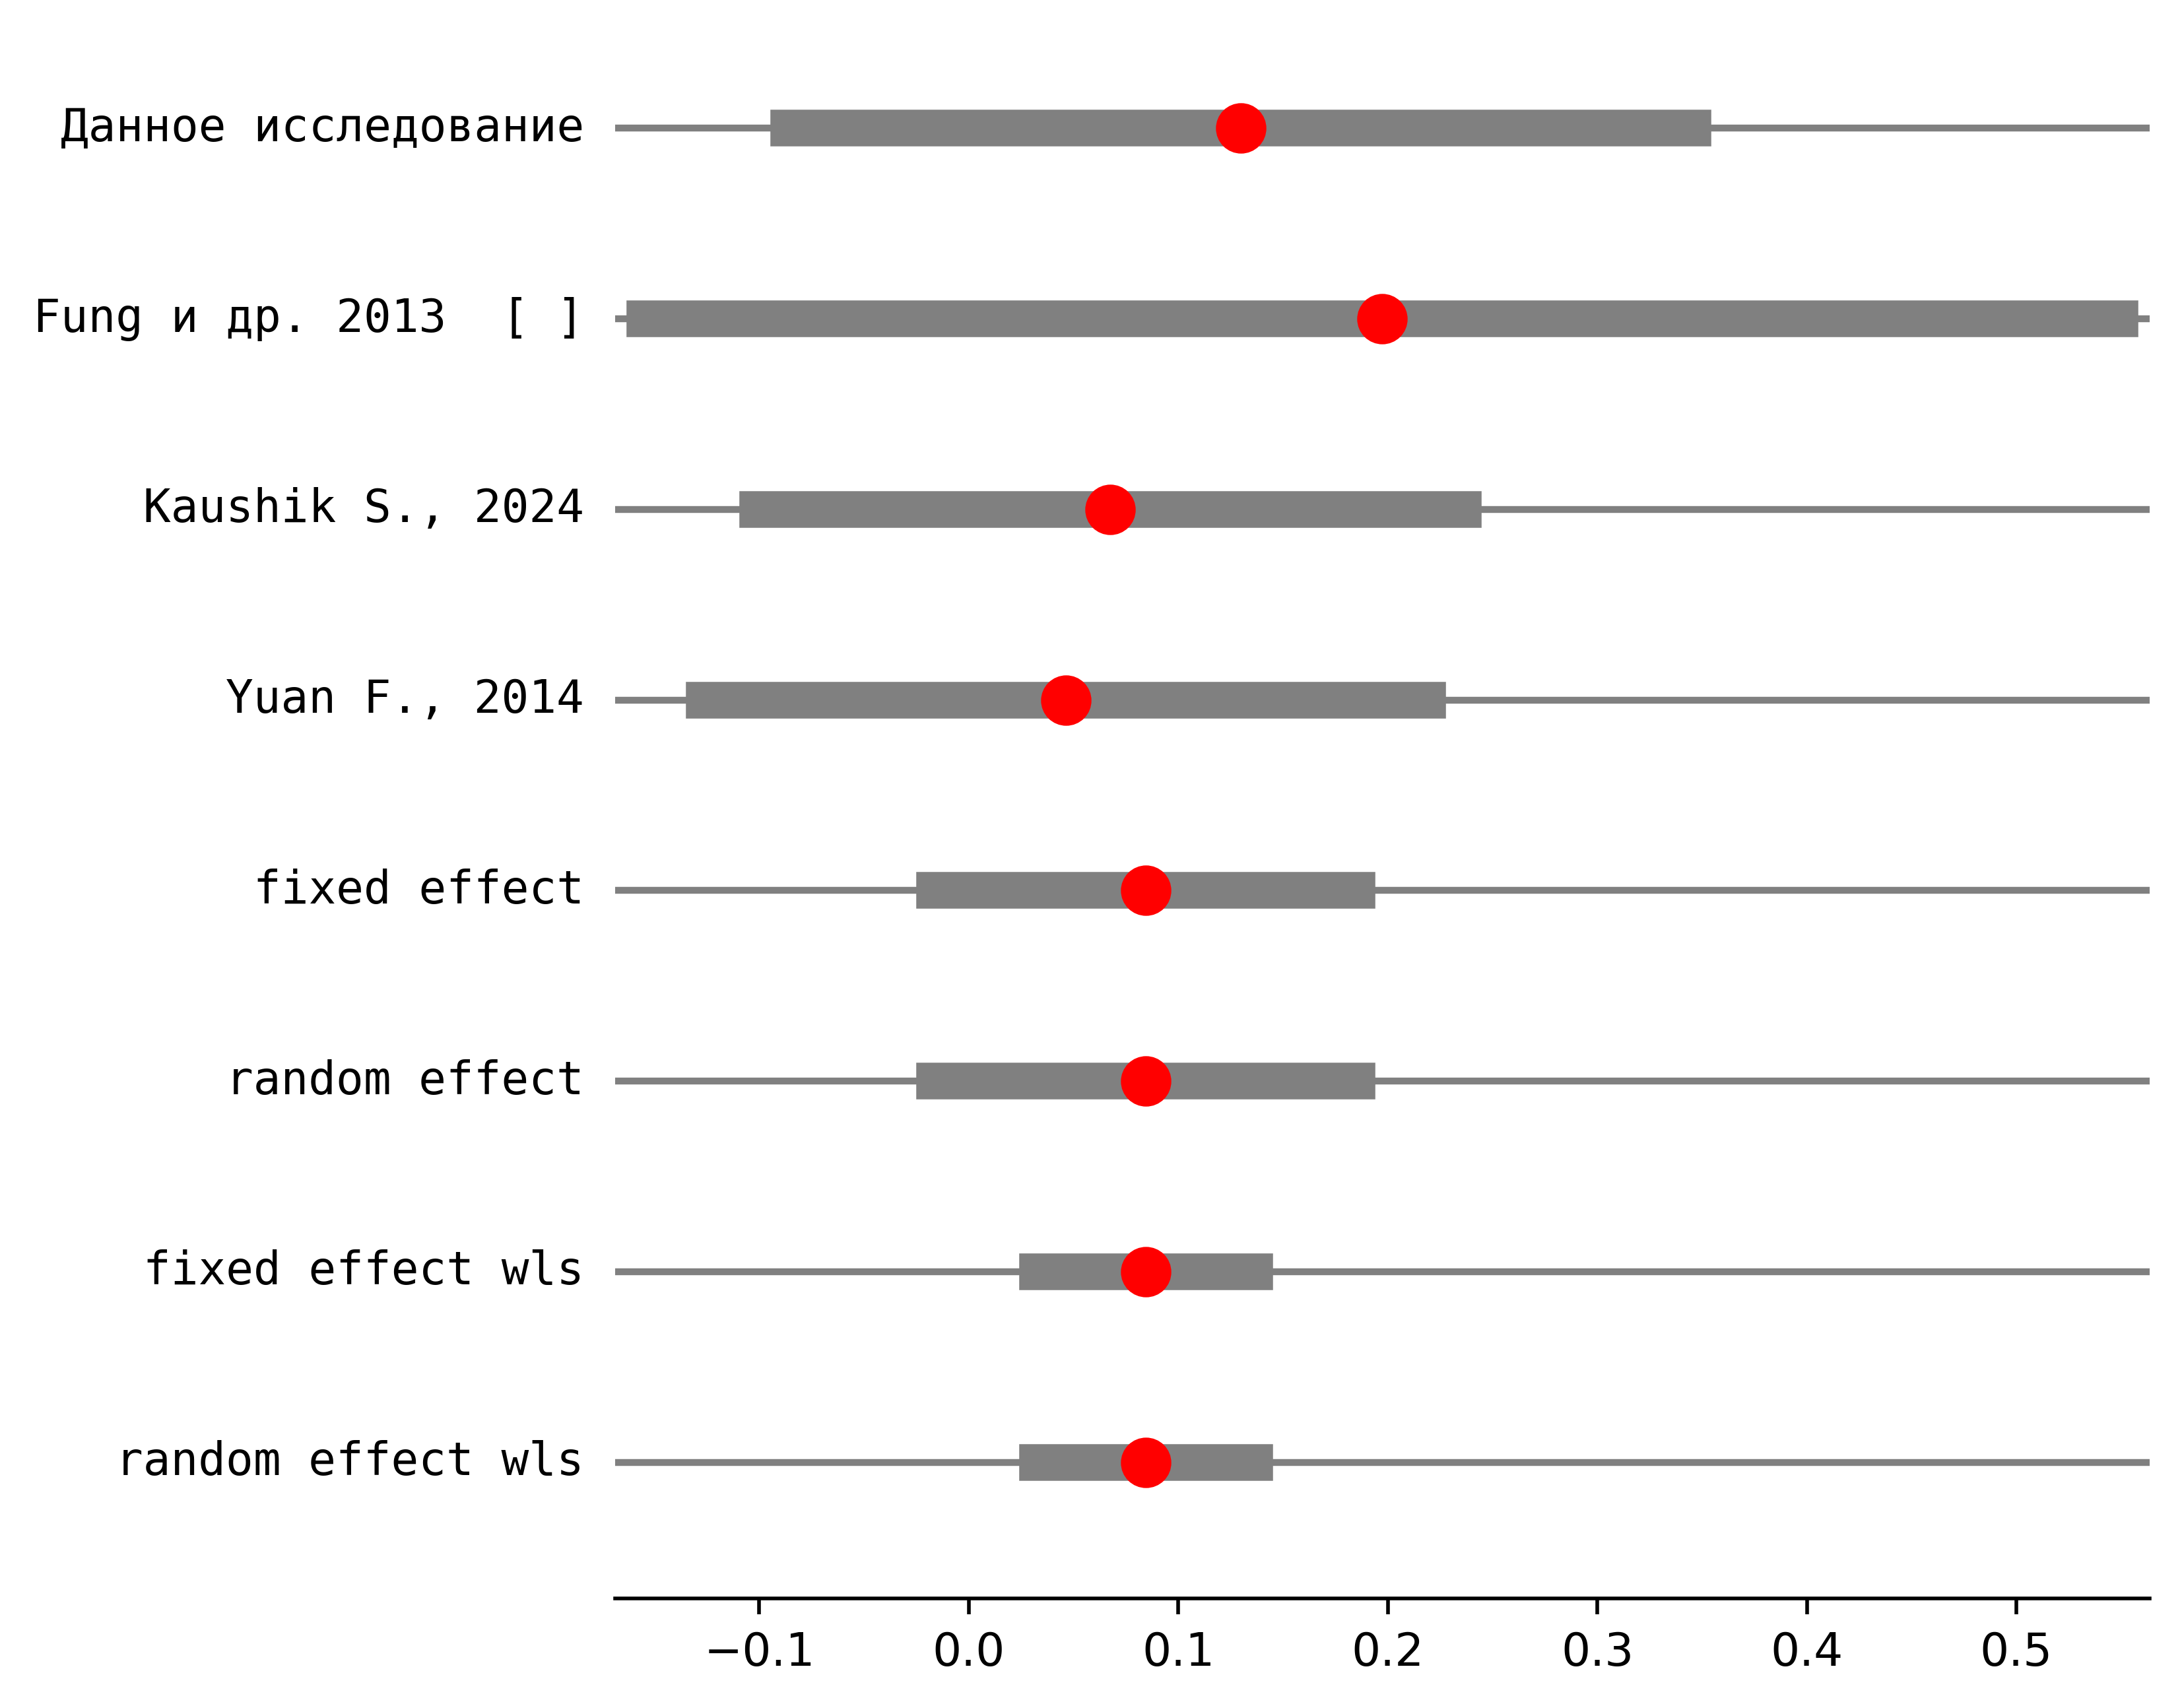 Данное исследование
Fung и др. 2013  [ ]
Kaushik S., 2024
Yuan F., 2014
fixed effect
random effect
fixed effect wls
random effect wls
−0.1 0.0 0.1 0.2 0.3 0.4 0.5